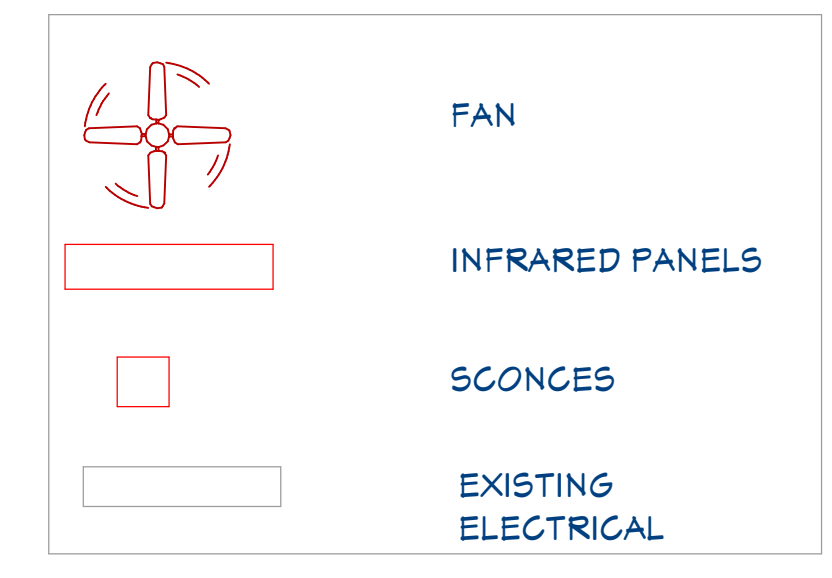 FAN
INFRARED PANELS
SCONCES
EXISTING
ELECTRICAL